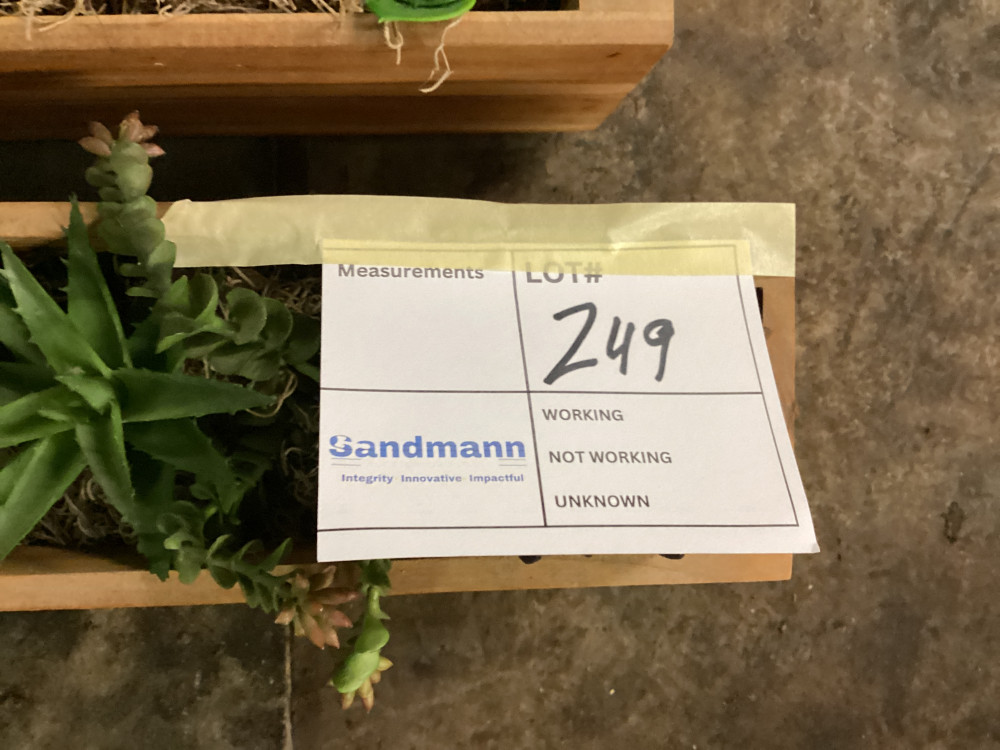 Measurements
LOT#
249
WORKING
Sandmann
NOT WORKING
Integrity Innovative Impactful
UNKNOWN